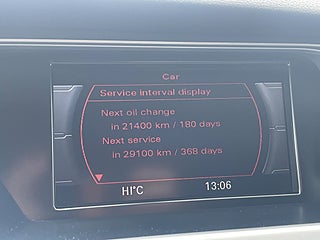 Car
Service interval display
Next oil change
in 21400 km / 180 days
Next service
in 29100 km / 368 days
HI°C
13:06